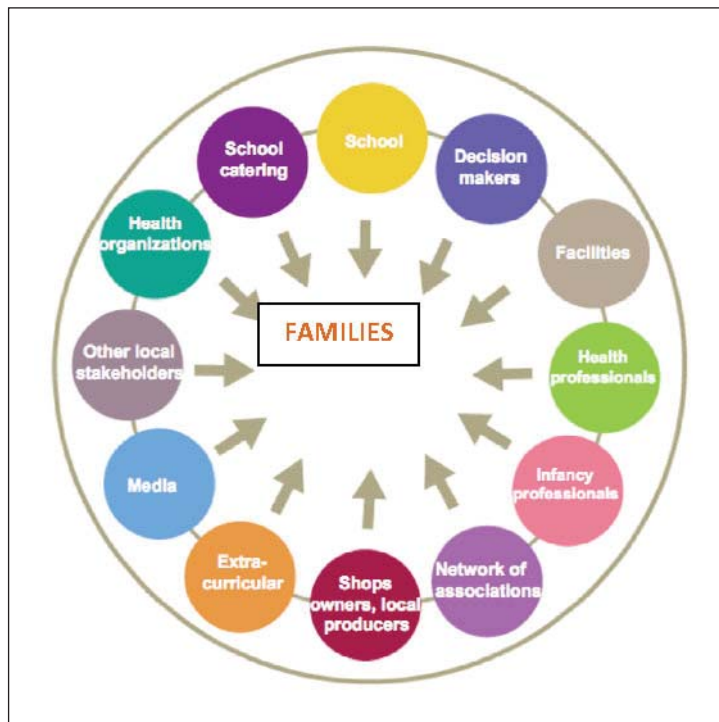 School
Decision
makers
Facilities
Health
professionals
Infancy
professionals
Network of
associations
Shops
owners, local
producers
Extra-
curricular
Media
Other local
stakeholders
Health
organizations
School
catering
FAMILIES